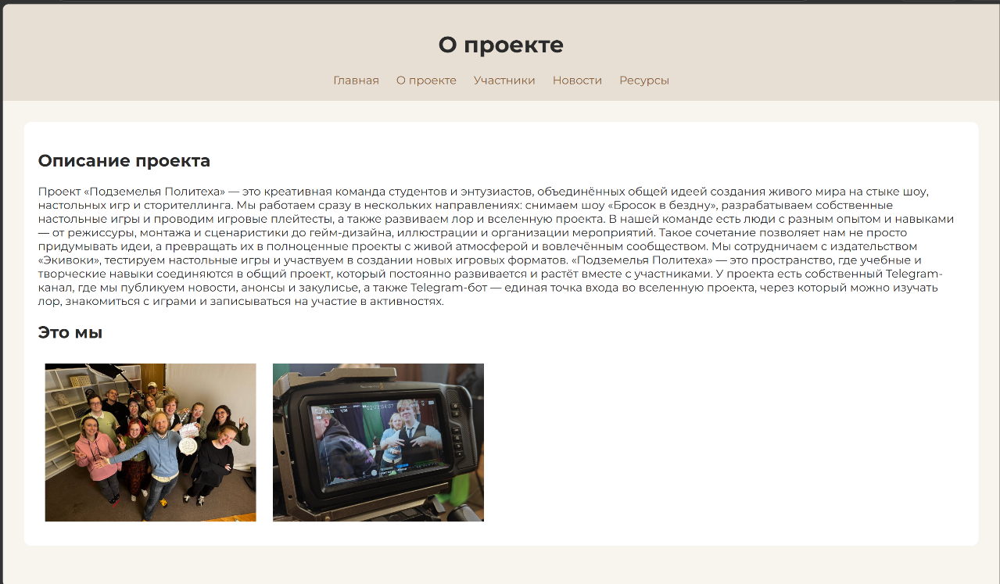 О проекте
Главная О проекте Участники Новости Ресурсы
Описание проекта
Проект «Подземелья Политеха» — это креативная команда студентов и энтузиастов, объединённых общей идеей создания живого мира на стыке шоу,
настольных игр и сторителлинга. Мы работаем сразу в нескольких направлениях: снимаем шоу «Бросок в бездну», разрабатываем собственные
настольные игры и проводим игровые плейтесты, а также развиваем лор и вселенную проекта. В нашей команде есть люди с разным опытом и навыками
— от режиссуры, монтажа и сценаристики до гейм-дизайна, иллюстрации и организации мероприятий. Такое сочетание позволяет нам не просто
придумывать идеи, а превращать их в полноценные проекты с живой атмосферой и вовлечённым сообществом. Мы сотрудничаем с издательством
«Экивоки», тестируем настольные игры и участвуем в создании новых игровых форматов. «Подземелья Политеха» — это пространство, где учебные и
творческие навыки соединяются в общий проект, который постоянно развивается и растёт вместе с участниками. У проекта есть собственный Telegram-
канал, где мы публикуем новости, анонсы и закулисье, а также Telegram-бот — единая точка входа во вселенную проекта, через который можно изучать
лор, знакомиться с играми и записываться на участие в активностях.
Это мы